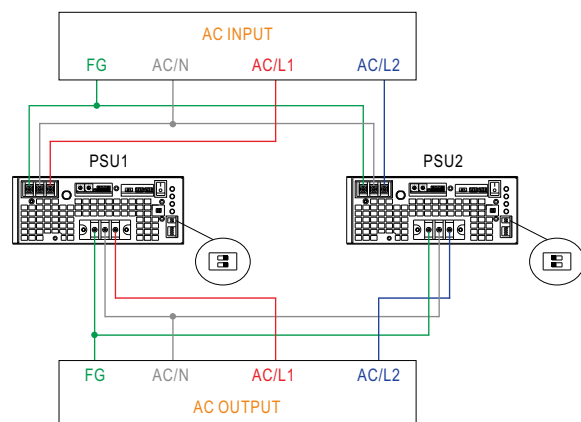 AC INPUT
FG AC/N AC/L1 AC/L2
PSU1 PSU2
FG AC/N AC/L1 AC/L2
AC OUTPUT